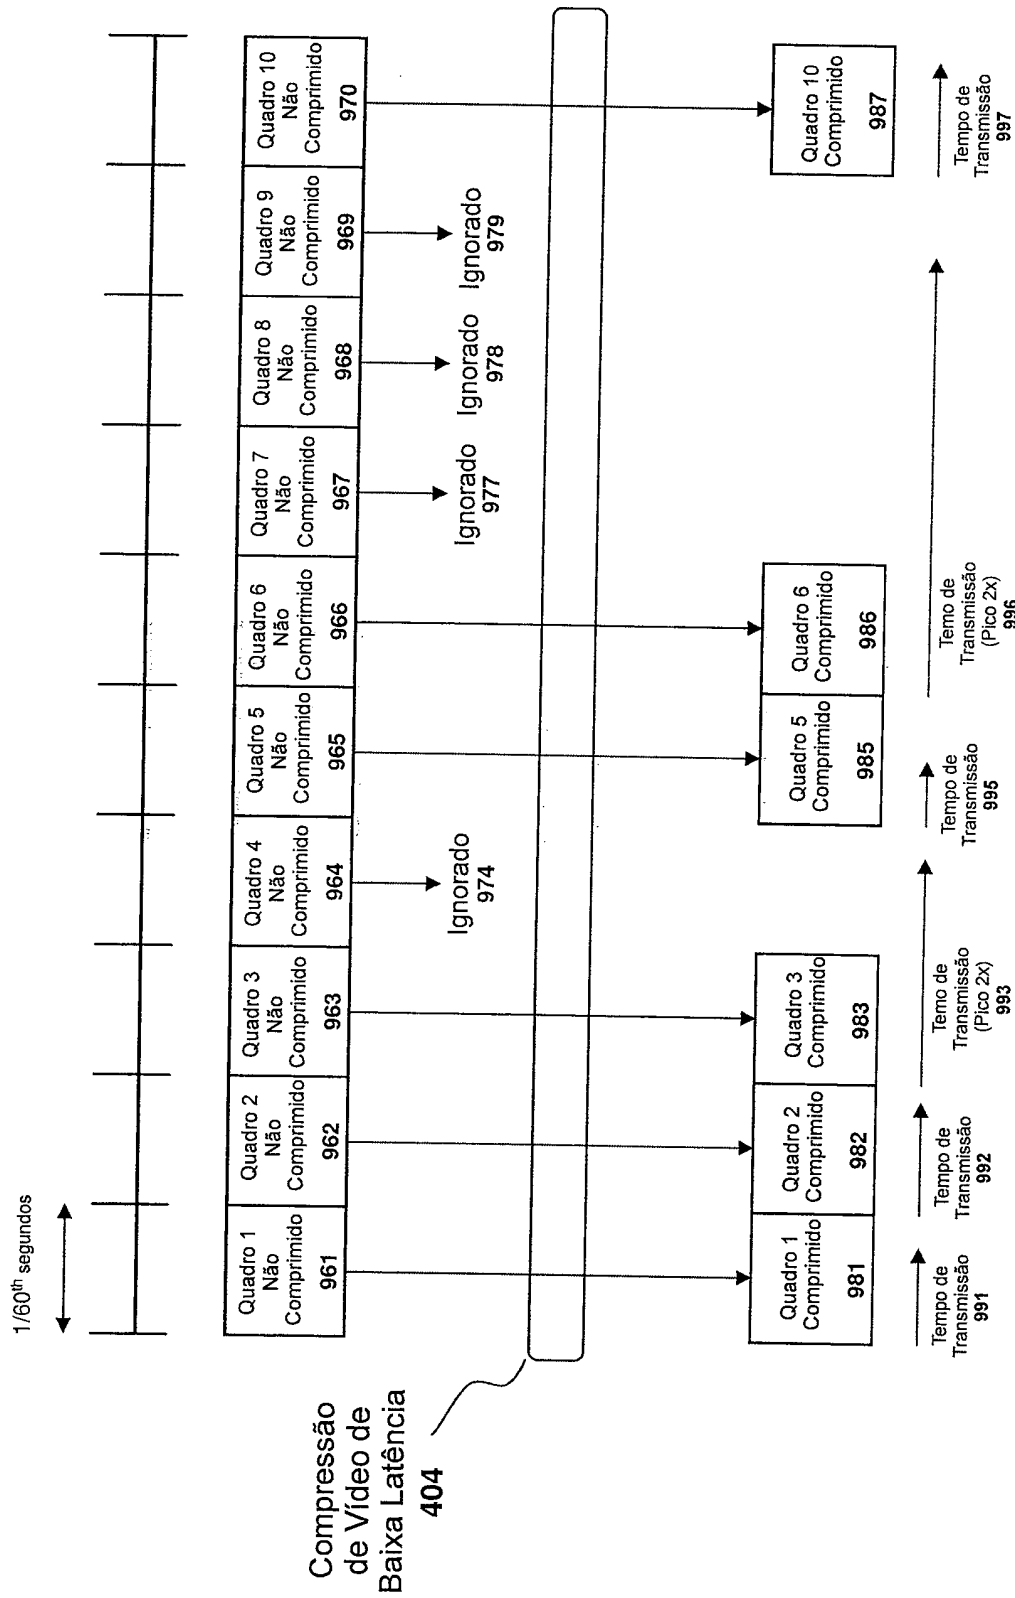 1/60th segundos
Quadro 1
Não
Comprimido
961
Quadro 2
Não
Comprimido
962
Quadro 3
Não
Comprimido
963
Quadro 4
Não
Comprimido
964
Quadro 5
Não
Comprimido
965
Quadro 6
Não
Comprimido
966
Quadro 7
Não
Comprimido
967
Quadro 8
Não
Comprimido
968
Quadro 9
Não
Comprimido
969
Quadro 10
Não
Comprimido
970
Ignorado
974
Ignorado
977
Ignorado
978
Ignorado
979
Compressão
de Vídeo de
Baixa Latência
404
Quadro 1
Comprimido
981
Quadro 2
Comprimido
982
Quadro 3
Comprimido
983
Quadro 5
Comprimido
985
Quadro 6
Comprimido
986
Quadro 10
Comprimido
987
Tempo de
Transmissão
991
Tempo de
Transmissão
992
Temo de
Transmissão
(Pico 2x)
993
Tempo de
Transmissão
995
Temo de
Transmissão
(Pico 2x)
996
Tempo de
Transmissão
997